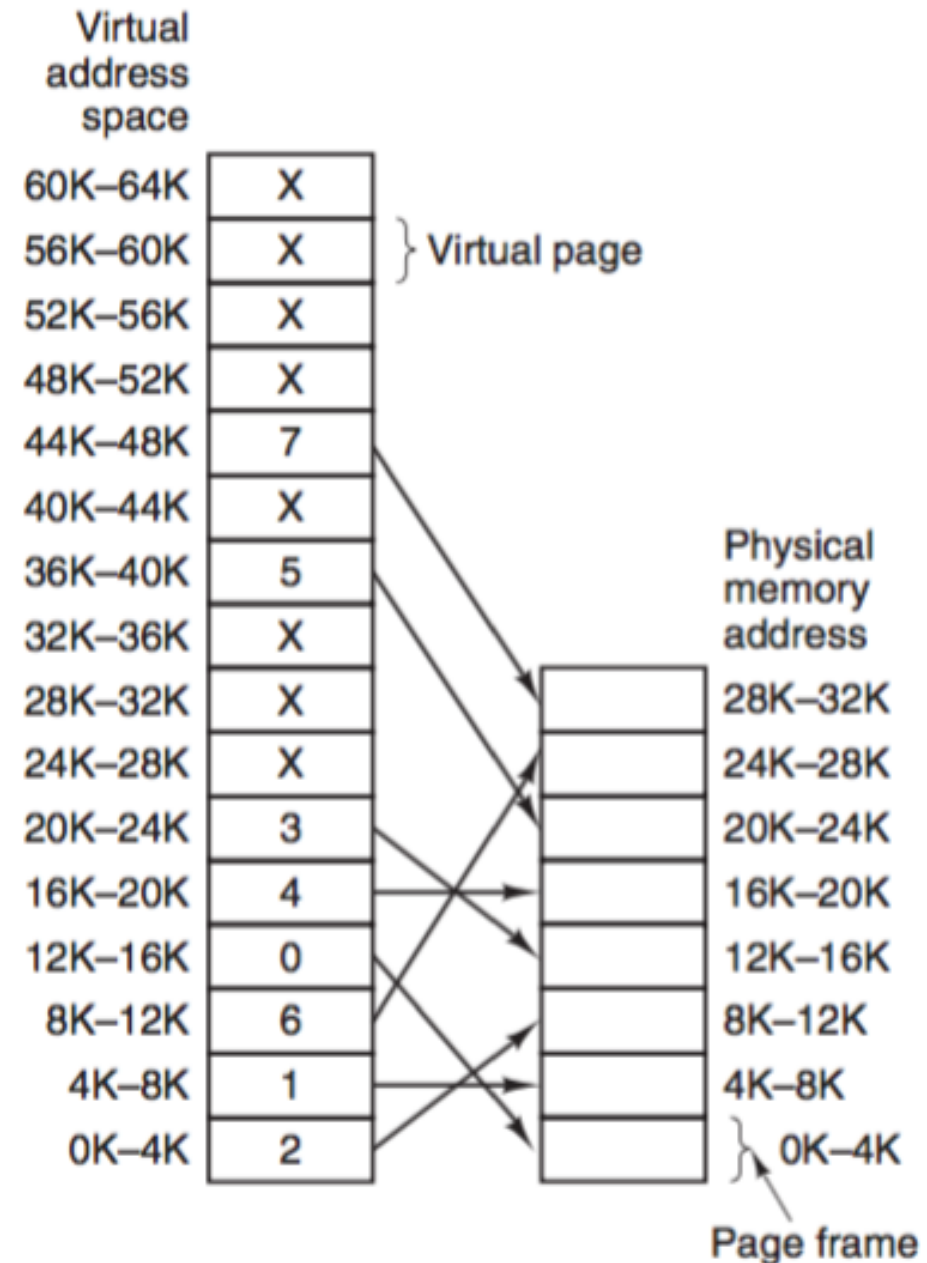 Virtual
address
space
60K–64K X
56K–60K X Virtual page
52K–56K X
48K–52K X
44K–48K 7
40K–44K X
36K–40K 5
32K–36K X
28K–32K X
24K–28K X
20K–24K 3
16K–20K 4
12K–16K 0
8K–12K 6
4K–8K 1
0K–4K 2
Physical
memory
address
28K–32K
24K–28K
20K–24K
16K–20K
12K–16K
8K–12K
4K–8K
0K–4K
Page frame